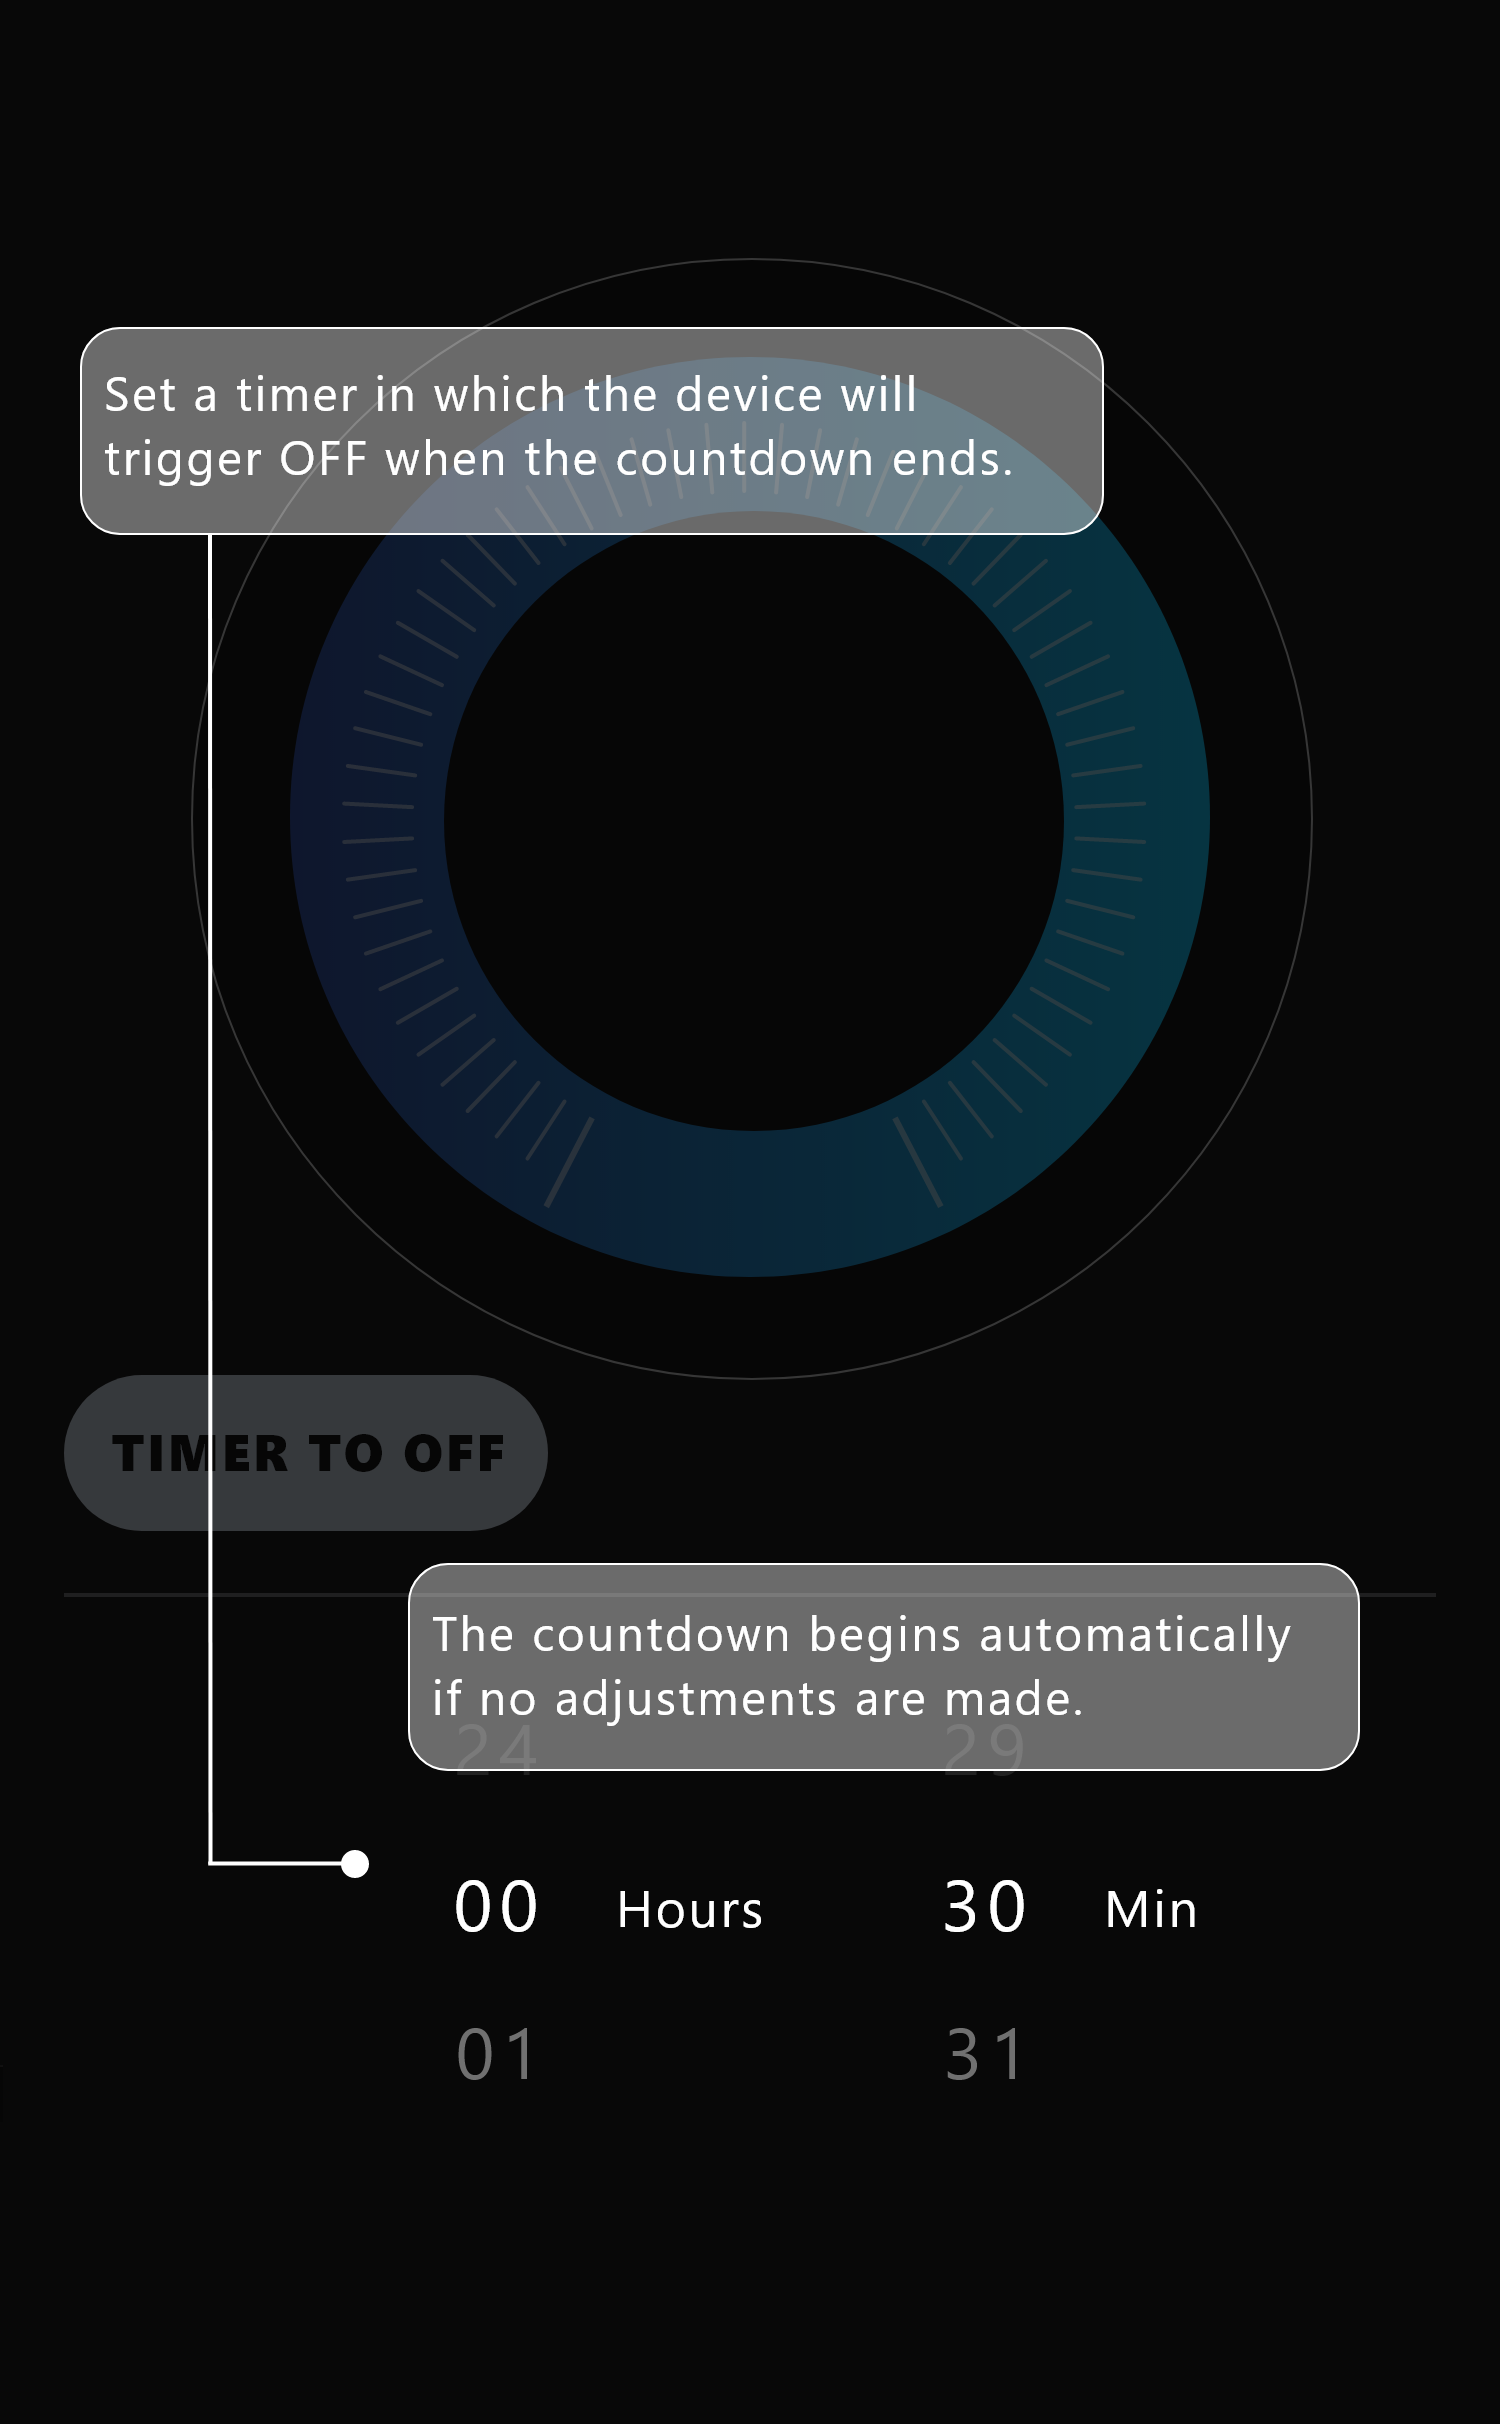 Set a timer in which the device will
trigger OFF when the countdown ends.
TIMER TO OFF
The countdown begins automatically
if no adjustments are made.
24 29
00 Hours 30 Min
01 31